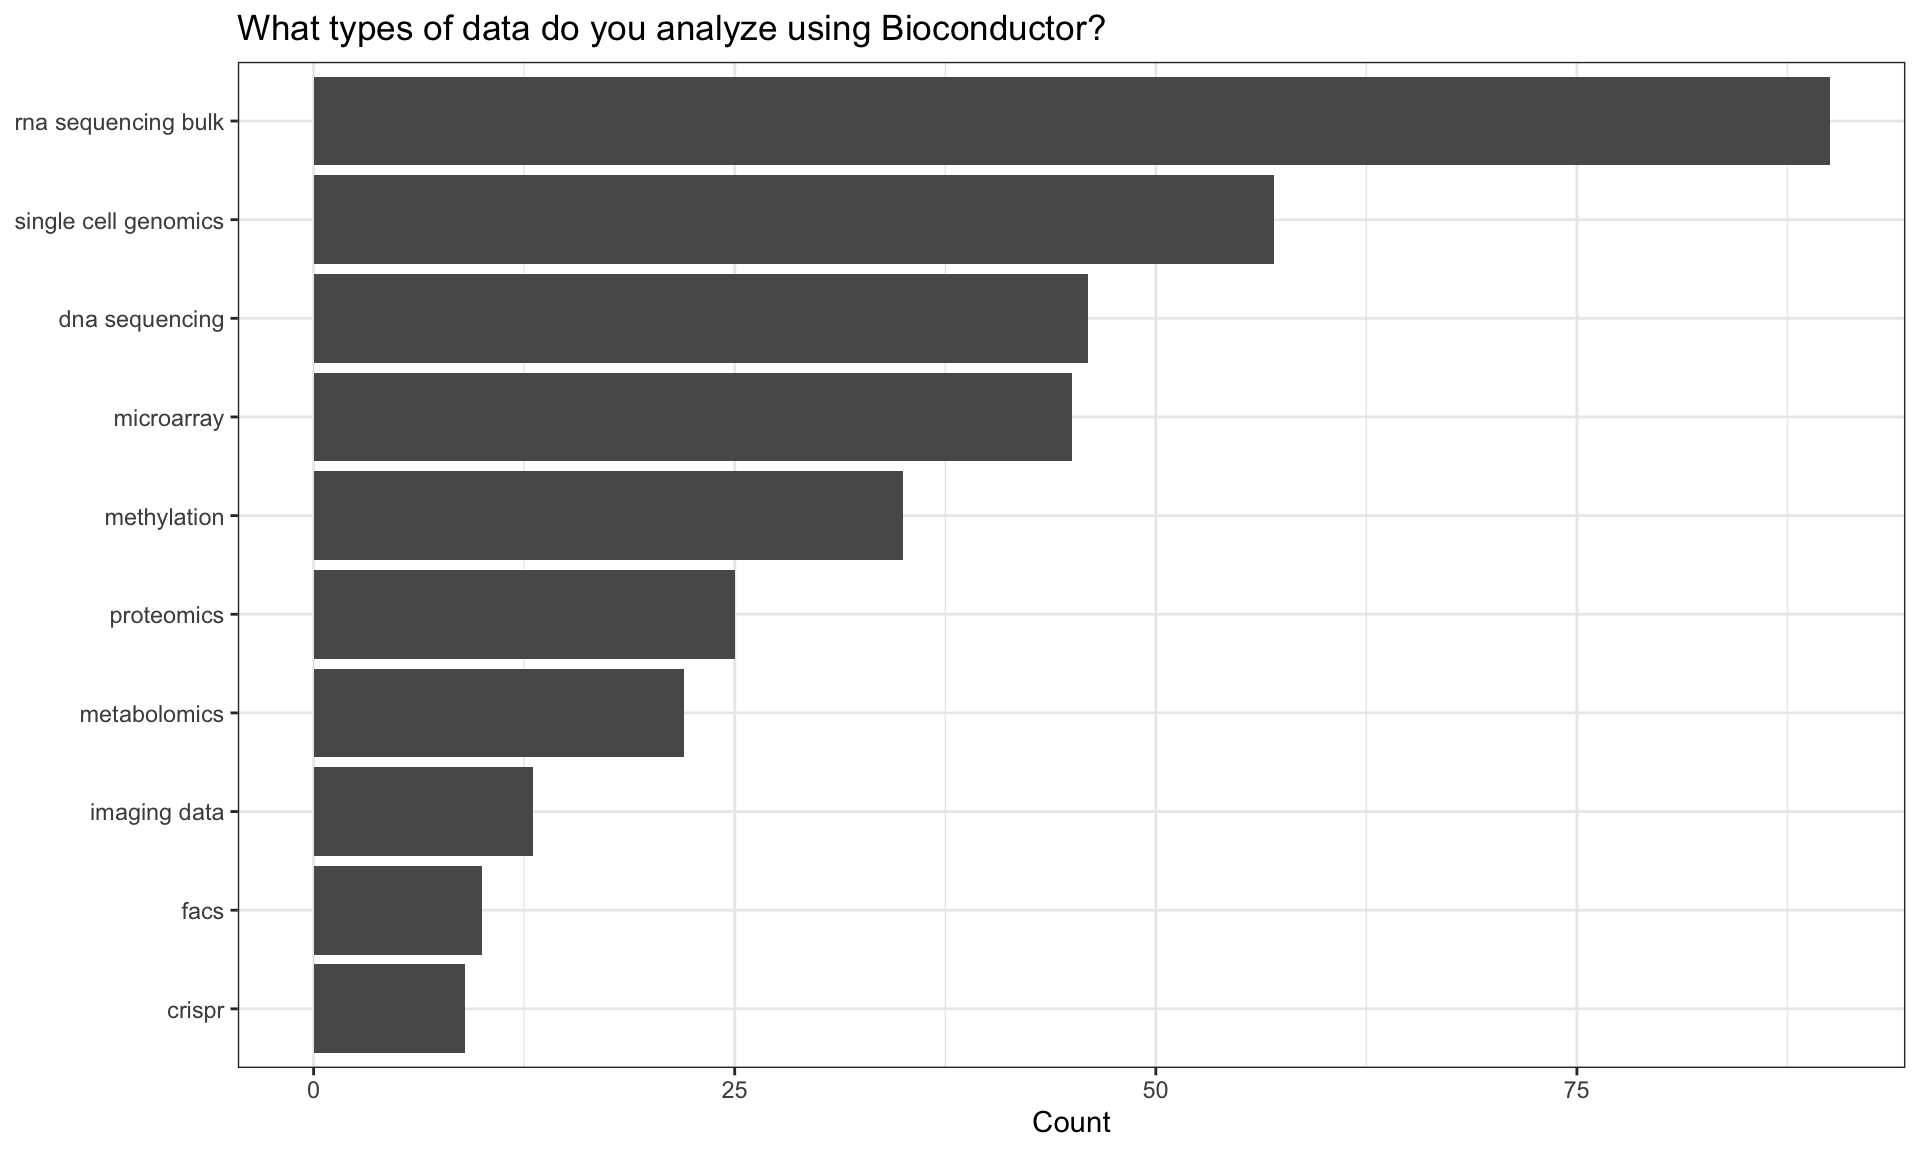 What types of data do you analyze using Bioconductor?
rna sequencing bulk
single cell genomics
dna sequencing
microarray
methylation
proteomics
metabolomics
imaging data
facs
crispr
0 25 50 75
Count